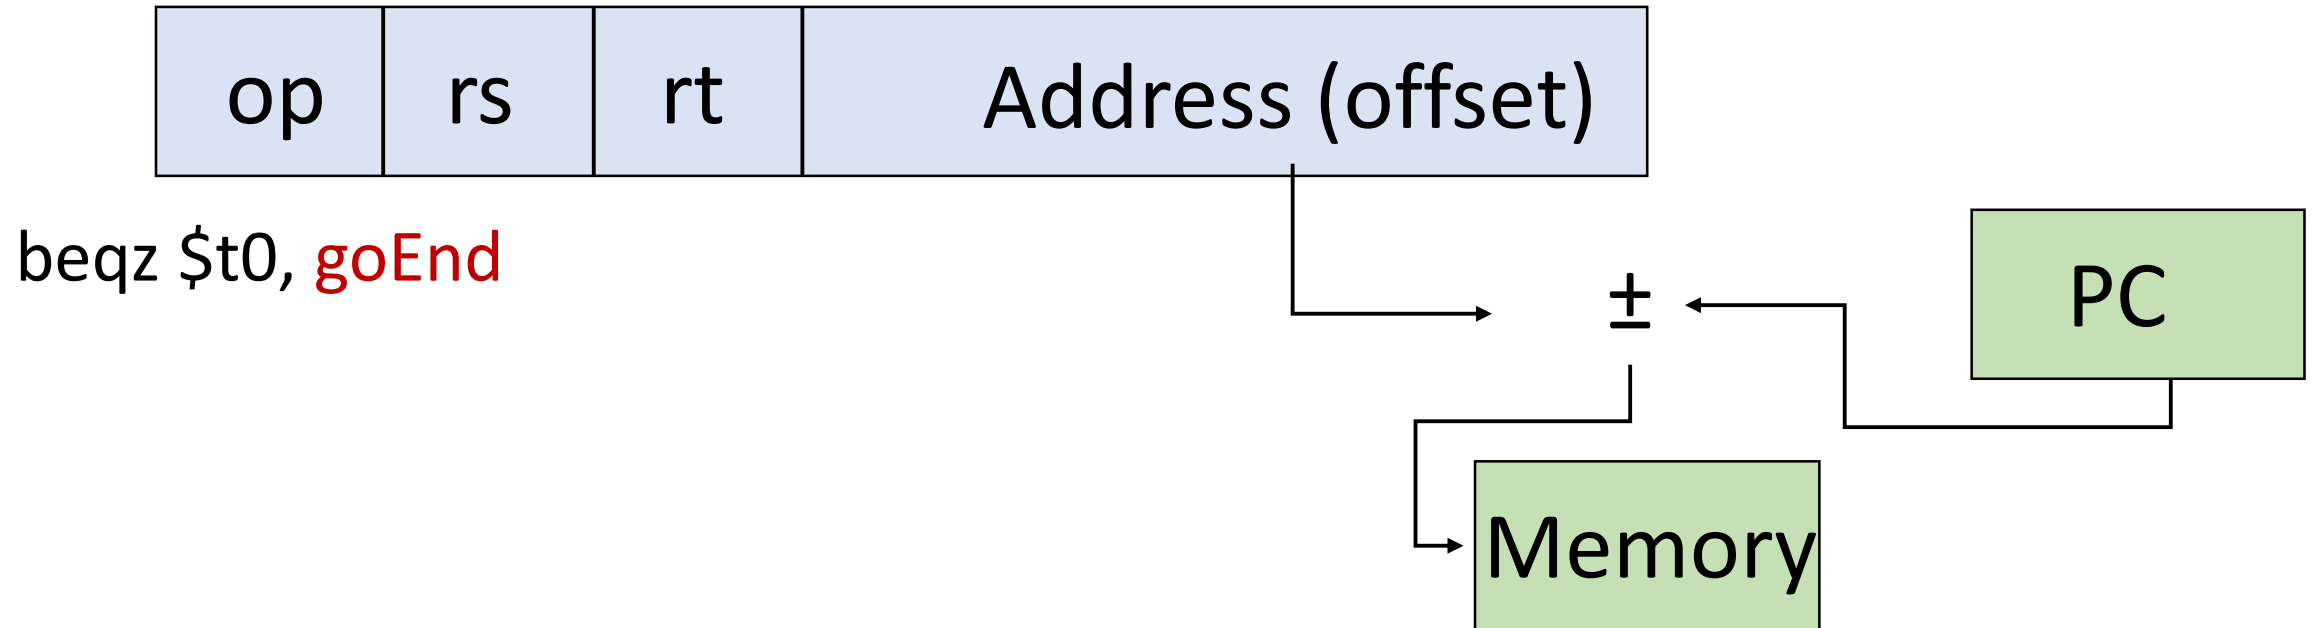 op rs rt Address (offset)
beqz $t0, goEnd
± PC
Memory